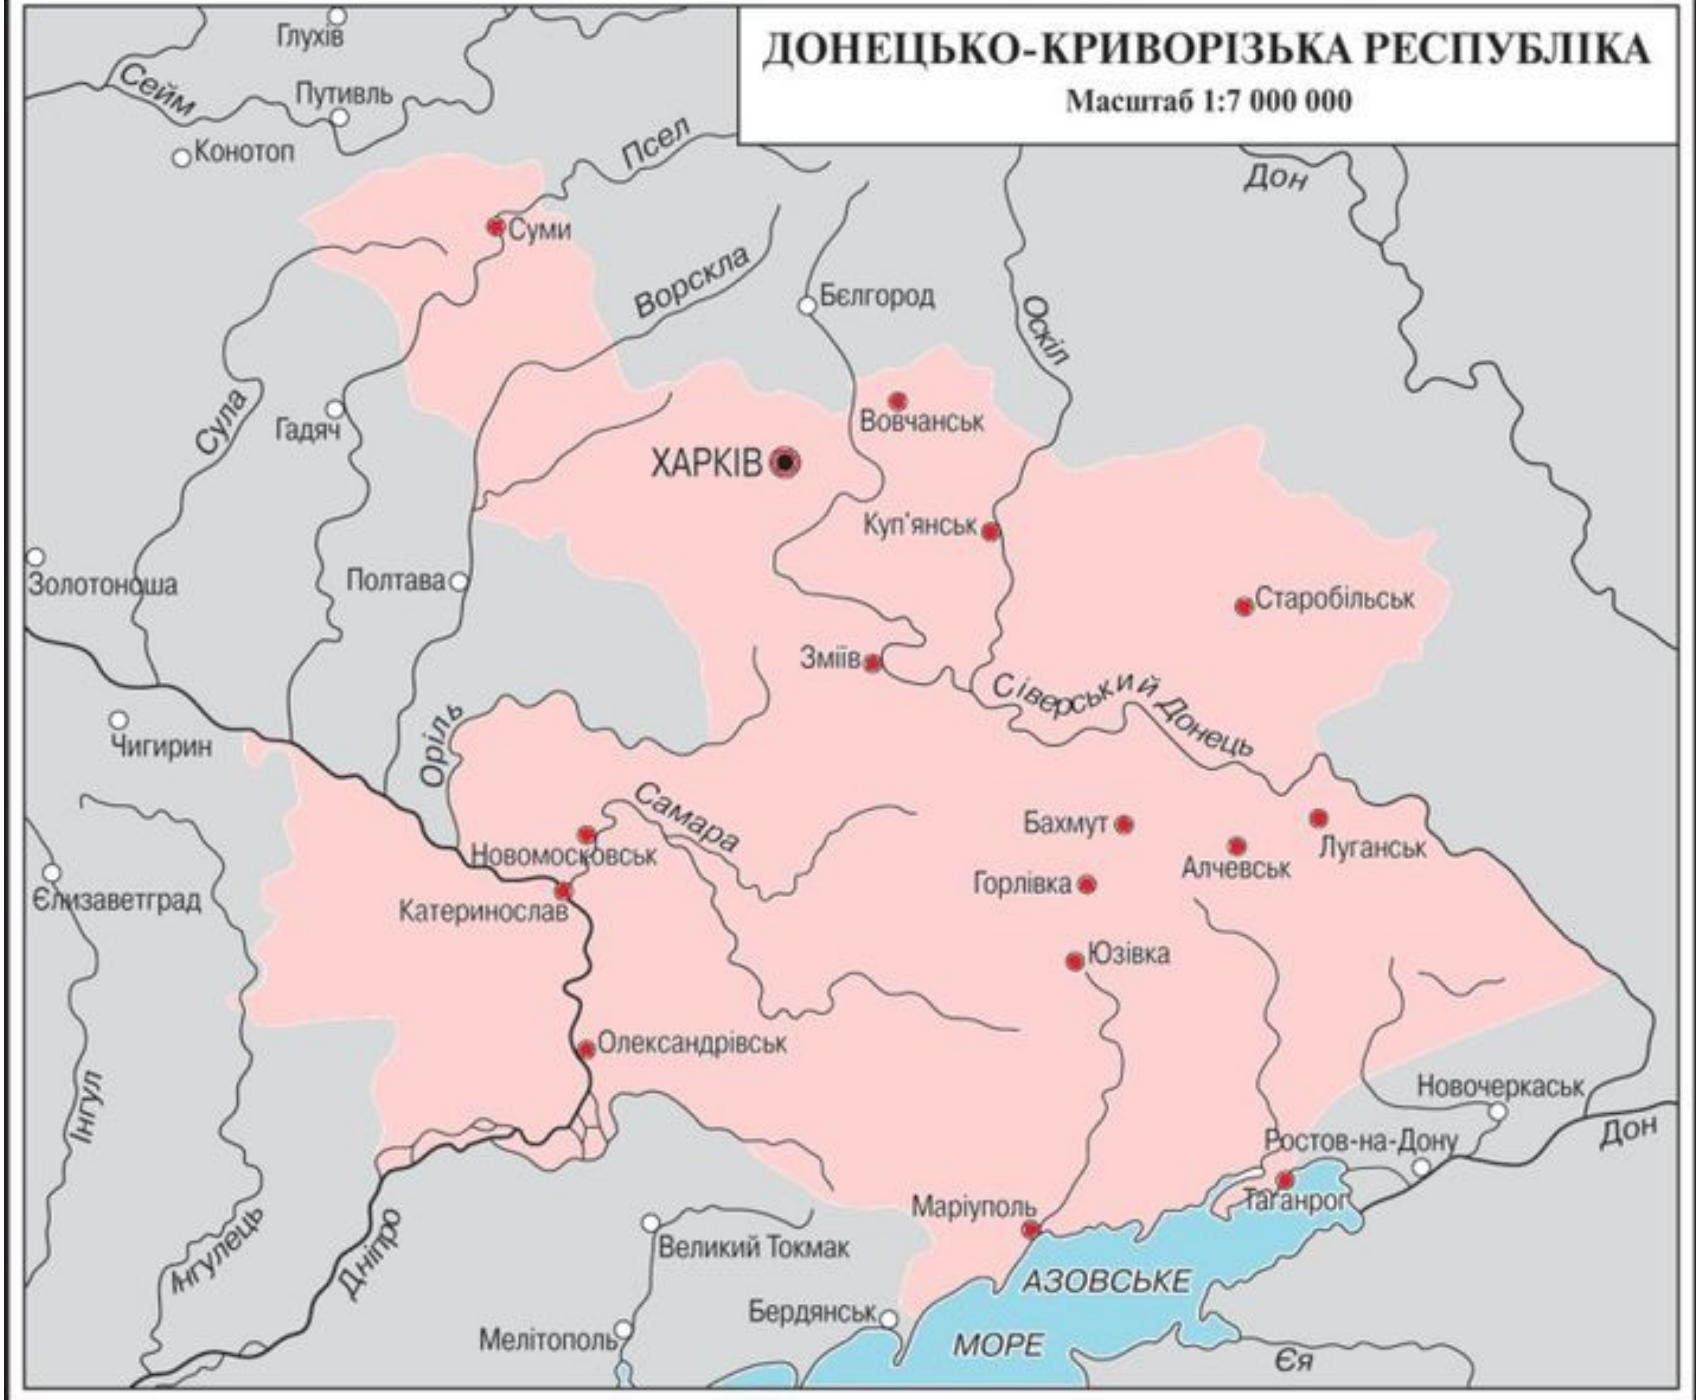 ДОНЕЦЬКО-КРИВОРІЗЬКА РЕСПУБЛІКА
Масштаб 1:7 000 000
Глухів
Сейм
Путивль
Конотоп
Псел
Дон
Суми
Ворскла
Бєлгород
Оскіл
Сула
Гадяч
Вовчанськ
ХАРКІВ
Куп'янськ
Золотоноша
Полтава
Старобільськ
Зміїв
Сіверський Донець
Чигирин
Оріль
Самара
Бахмут
Новомосковськ
Луганськ
Алчевськ
Горлівка
Єлизаветград
Катеринослав
Юзівка
Олександрівськ
Інгул
Новочеркаськ
Дон
Ростов-на-Дону
Таганрог
Маріуполь
Інгулець
Дніпро
Великий Токмак
АЗОВСЬКЕ
МОРЕ
Бердянськ
Мелітополь
Єя